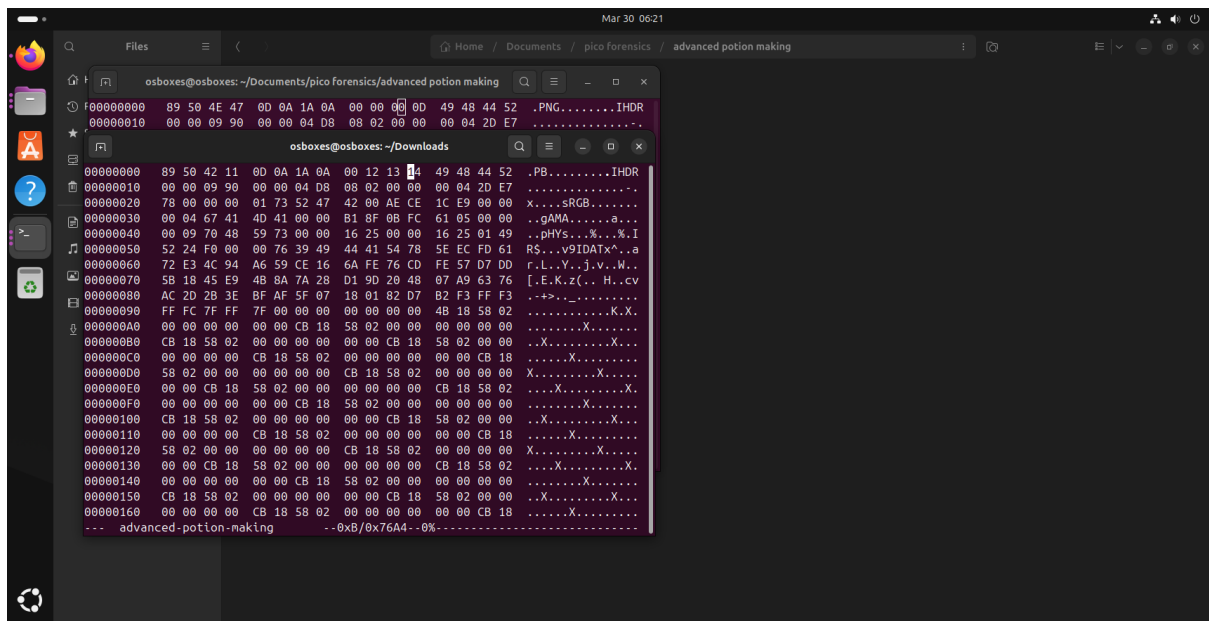 Mar 30 06:21
Files
Home / Documents / pico forensics / advanced potion making
osboxes@osboxes: ~/Documents/pico forensics/advanced potion making
00000000 89 50 4E 47 0D 0A 1A 0A 00 00 00 0D 49 48 44 52 .PNG........IHDR
00000010 00 00 09 90 00 00 04 D8 08 02 00 00 00 04 2D E7 ..............-.
osboxes@osboxes: ~/Downloads
00000000 89 50 42 11 0D 0A 1A 0A 00 12 13 14 49 48 44 52 .PB.........IHDR
00000010 00 00 09 90 00 00 04 D8 08 02 00 00 00 04 2D E7 ..............-.
00000020 78 00 00 00 01 73 52 47 42 00 AE CE 1C E9 00 00 x....sRGB.......
00000030 00 04 67 41 4D 41 00 00 B1 8F 0B FC 61 05 00 00 ..gAMA......a...
00000040 00 09 70 48 59 73 00 00 16 25 00 00 16 25 01 49 ..pHYs...%...%.I
00000050 52 24 F0 00 00 76 39 49 44 41 54 78 5E EC FD 61 R$...v9IDATx^..a
00000060 72 E3 4C 94 A6 59 CE 16 6A FE 76 CD FE 57 D7 DD r.L..Y..j.v..W..
00000070 5B 18 45 E9 4B 8A 7A 28 D1 9D 20 48 07 A9 63 76 [.E.K.z(.. H..cv
00000080 AC 2D 2B 3E BF AF 5F 07 18 01 82 D7 B2 F3 FF F3 .-+>.._.........
00000090 FF FC 7F FF 7F 00 00 00 00 00 00 00 4B 18 58 02 ............K.X.
000000A0 00 00 00 00 00 00 CB 18 58 02 00 00 00 00 00 00 ........X.......
000000B0 CB 18 58 02 00 00 00 00 00 00 CB 18 58 02 00 00 ..X.........X...
000000C0 00 00 00 00 CB 18 58 02 00 00 00 00 00 00 CB 18 ......X.........
000000D0 58 02 00 00 00 00 00 00 CB 18 58 02 00 00 00 00 X.........X.....
000000E0 00 00 CB 18 58 02 00 00 00 00 00 00 CB 18 58 02 ....X.........X.
000000F0 00 00 00 00 00 00 CB 18 58 02 00 00 00 00 00 00 ........X.......
00000100 CB 18 58 02 00 00 00 00 00 00 CB 18 58 02 00 00 ..X.........X...
00000110 00 00 00 00 CB 18 58 02 00 00 00 00 00 00 CB 18 ......X.........
00000120 58 02 00 00 00 00 00 00 CB 18 58 02 00 00 00 00 X.........X.....
00000130 00 00 CB 18 58 02 00 00 00 00 00 00 CB 18 58 02 ....X.........X.
00000140 00 00 00 00 00 00 CB 18 58 02 00 00 00 00 00 00 ........X.......
00000150 CB 18 58 02 00 00 00 00 00 00 CB 18 58 02 00 00 ..X.........X...
00000160 00 00 00 00 CB 18 58 02 00 00 00 00 00 00 CB 18 ......X.........
--- advanced-potion-making --0xB/0x76A4--0%-----------------------------